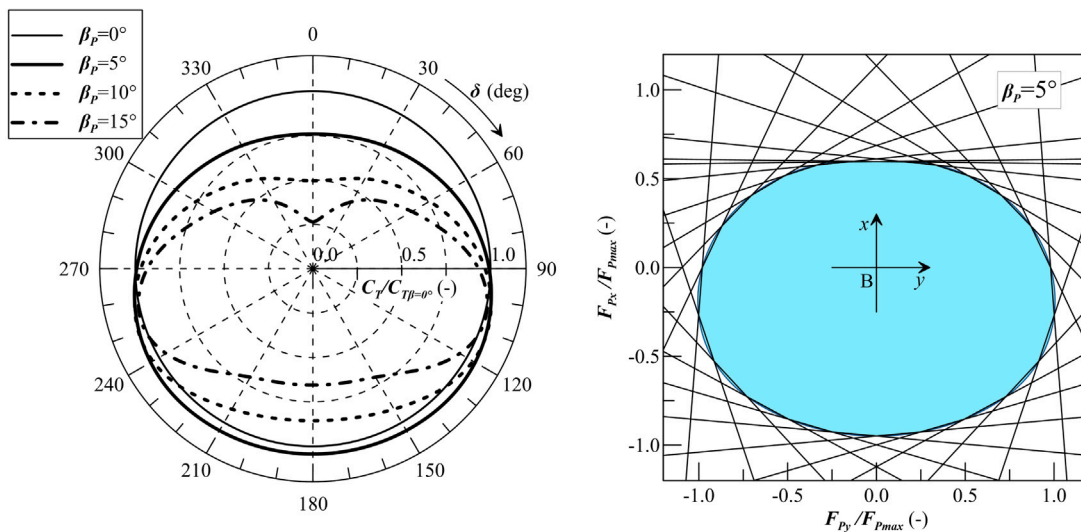 β_P=0°
β_P=5°
β_P=10°
β_P=15°
0
30
δ (deg)
60
90
120
150
180
210
240
270
300
330
0.0
0.5
1.0
C_T/C_Tβ=0° (-)
β_P=5°
1.0
0.5
0.0
-0.5
-1.0
F_Px/F_Pmax (-)
x
B
y
-1.0
-0.5
0.0
0.5
1.0
F_Py/F_Pmax (-)